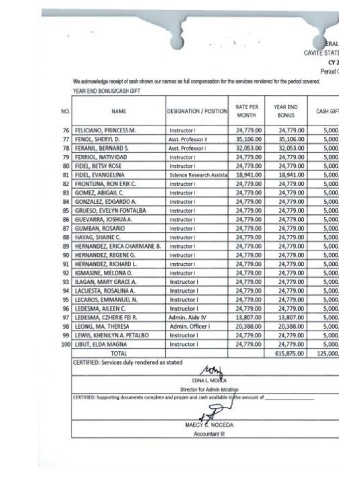 ERAL
CAVITE STATE
CY 2
Period C
We acknowledge receipt of cash shown our names as full compensation for the services rendered for the period covered.
YEAR END BONUS/CASH GIFT
NO. NAME DESIGNATION / POSITION RATE PER MONTH YEAR END BONUS CASH GIFT
76 FELICIANO, PRINCESS M. Instructor I 24,779.00 24,779.00 5,000.
77 FENOL, SHERYL D. Asst. Professor II 35,106.00 35,106.00 5,000.
78 FERANIL, BERNARD S. Asst. Professor I 32,053.00 32,053.00 5,000.
79 FERRIOL, NATIVIDAD Instructor I 24,779.00 24,779.00 5,000.
80 FIDEL, BETSY ROSE Instructor I 24,779.00 24,779.00 5,000.
81 FIDEL, EVANGELINA Science Research Assista 18,941.00 18,941.00 5,000.
82 FRONTUNA, RON ERIC C. Instructor I 24,779.00 24,779.00 5,000.
83 GOMEZ, ABIGAIL C. Instructor I 24,779.00 24,779.00 5,000.
84 GONZALEZ, EDGARDO A. Instructor I 24,779.00 24,779.00 5,000.
85 GRUESO, EVELYN FONTALBA Instructor I 24,779.00 24,779.00 5,000.
86 GUEVARRA, JOSHUA A. Instructor I 24,779.00 24,779.00 5,000.
87 GUMBAN, ROSARIO Instructor I 24,779.00 24,779.00 5,000.
88 HAYAG, SHAINE C. Instructor I 24,779.00 24,779.00 5,000.
89 HERNANDEZ, ERICA CHARMANE B. Instructor I 24,779.00 24,779.00 5,000.
90 HERNANDEZ, REGENE G. Instructor I 24,779.00 24,779.00 5,000.
91 HERNANDEZ, RICHARD L. Instructor I 24,779.00 24,779.00 5,000.
92 IGMASINE, MELONA O. Instructor I 24,779.00 24,779.00 5,000.
93 ILAGAN, MARY GRACE A. Instructor I 24,779.00 24,779.00 5,000.
94 LACUESTA, ROSALINA A. Instructor I 24,779.00 24,779.00 5,000.
95 LECAROS, EMMANUEL N. Instructor I 24,779.00 24,779.00 5,000.
96 LEDESMA, AILEEN C. Instructor I 24,779.00 24,779.00 5,000.
97 LEDESMA, CZHERIE FEI R. Admin. Aide IV 13,807.00 13,807.00 5,000.
98 LEONG, MA. THERESA Admin. Officer I 20,388.00 20,388.00 5,000.
99 LEWIS, KHENILYN A. PETALBO Instructor I 24,779.00 24,779.00 5,000.
100 LIBUT, ELDA MAGNA Instructor I 24,779.00 24,779.00 5,000.
TOTAL 615,875.00 125,000.
CERTIFIED: Services duly rendered as stated
EDNA L. MOJICA
Director for Admin istration
CERTIFIED: Supporting documents complete and proper and cash available in the amount of
MAECY C. NOCEDA
Accountant III